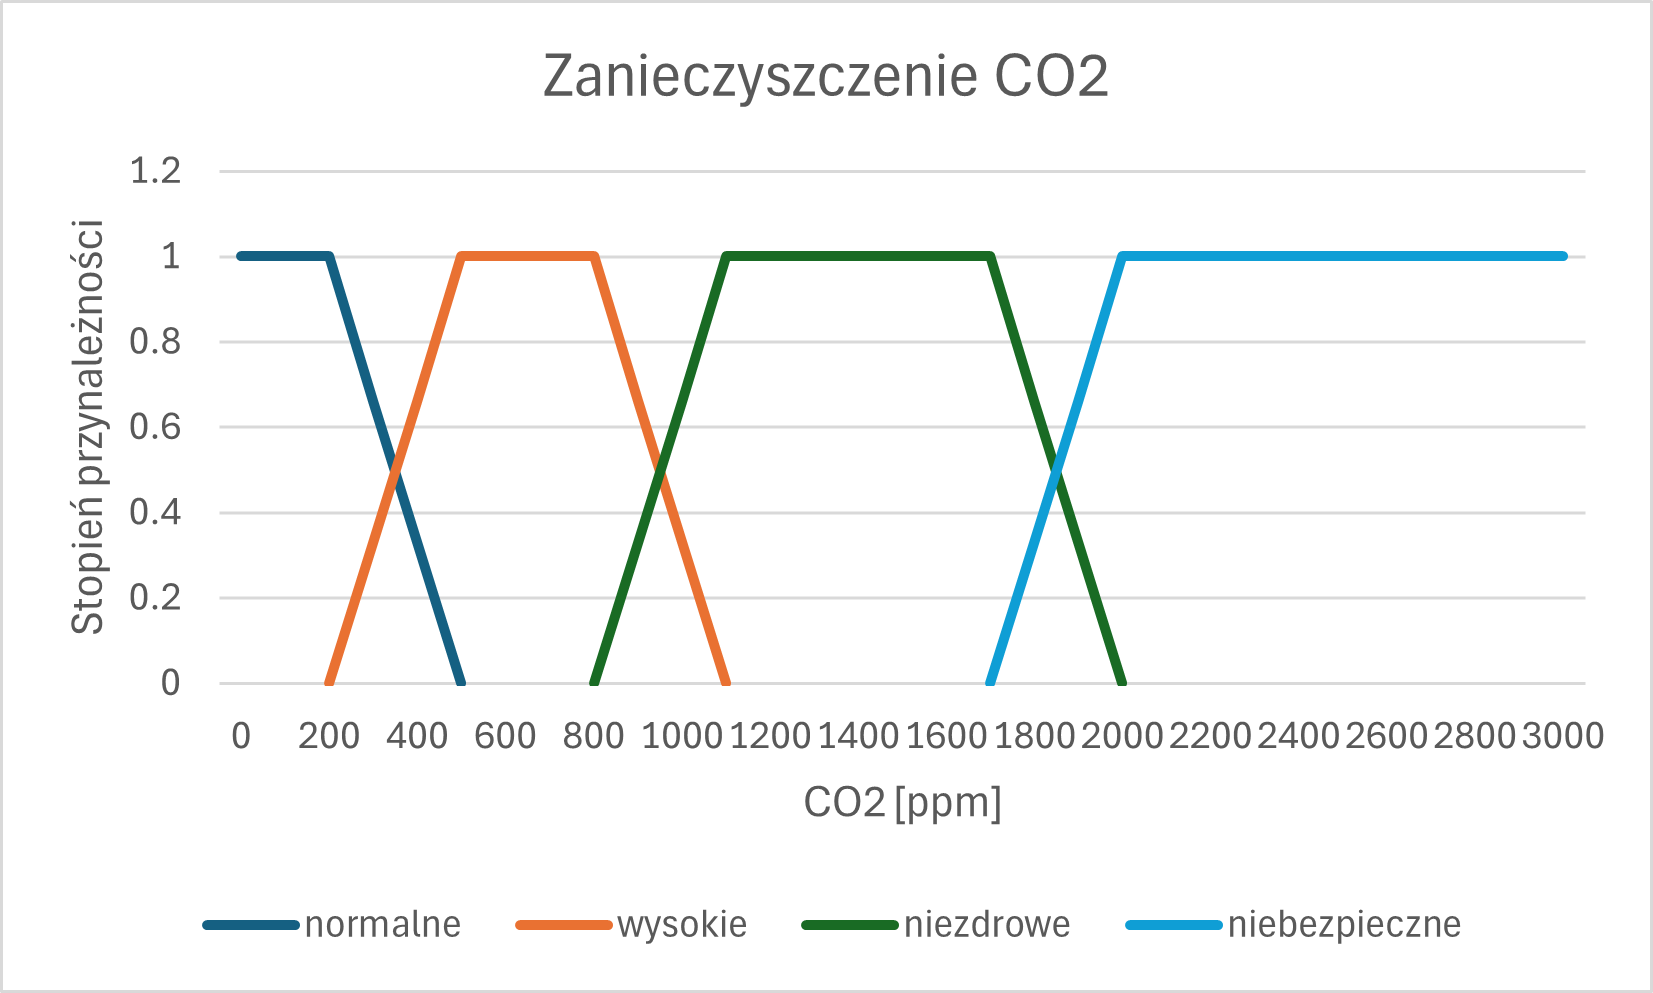 Zanieczyszczenie CO2
1.2
1
0.8
0.6
0.4
0.2
0
Stopień przynależności
0 200 400 600 800 1000 1200 1400 1600 1800 2000 2200 2400 2600 2800 3000
CO2 [ppm]
normalne wysokie niezdrowe niebezpieczne